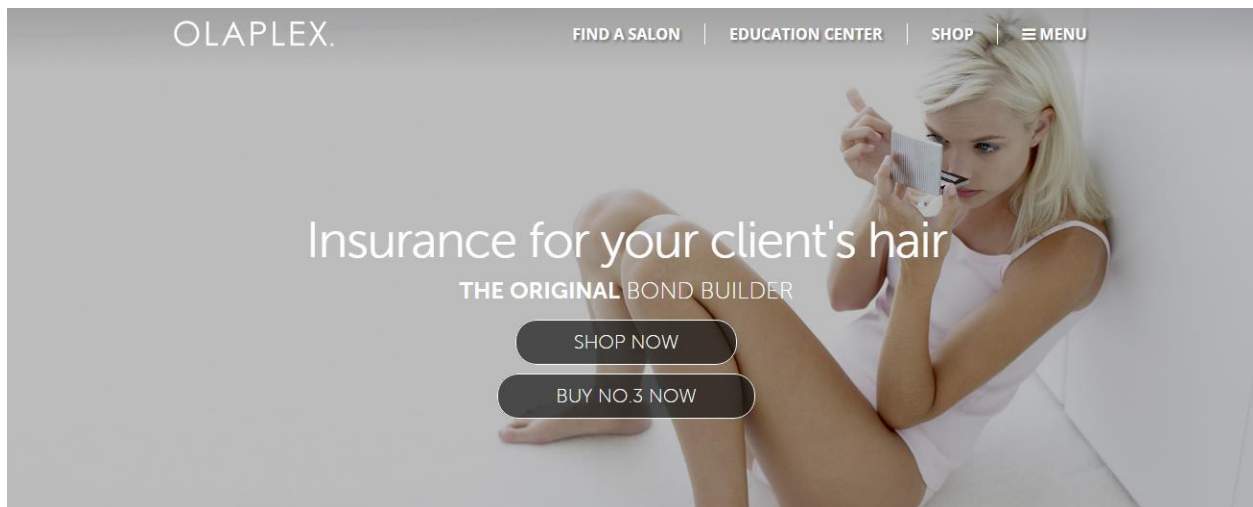 OLAPLEX.
FIND A SALON
EDUCATION CENTER
SHOP
MENU
Insurance for your client's hair
THE ORIGINAL BOND BUILDER
SHOP NOW
BUY NO.3 NOW